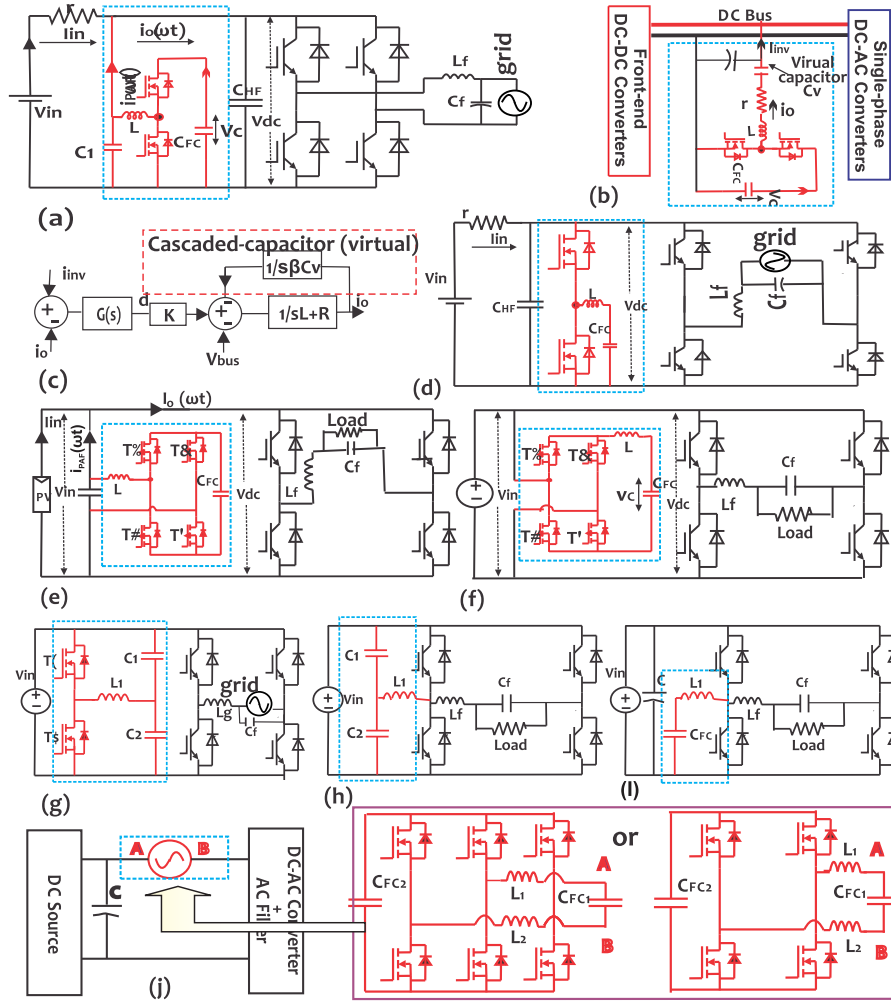 r
Iin
io(ωt)
Vin
L
C1
CFC
Vc
CHF
Vdc
Lf
Cf
grid
(a)
DC Bus
Front-end
DC-DC Converters
Single-phase
DC-AC Converters
Iinv
Virual
capacitor
Cv
r
io
L
CFC
Vc
(b)
Cascaded-capacitor (virtual)
1/sβCv
iinv
G(s)
d
K
1/sL+R
io
io
Vbus
(c)
r
Iin
Vin
CHF
L
CFC
Vdc
Lf
Cf
grid
(d)
Io (ωt)
Iin
PV
Vin
iPAF(ωt)
L
T%
T&
T#
T'
CFC
Vdc
Lf
Load
Cf
(e)
Vin
T%
T&
T#
T'
L
Vc
CFC
Vdc
Lf
Cf
Load
(f)
Vin
T(
T$
L1
C1
C2
Lg
grid
Cf
(g)
Vin
C1
L1
C2
Lf
Cf
Load
(h)
Vin
C
L1
CFC
Lf
Cf
Load
(l)
DC Source
A
B
C
DC-AC Converter
+
AC Filler
(j)
CFC2
L1
L2
CFC1
A
B
or
CFC2
L1
L2
CFC1
A
B